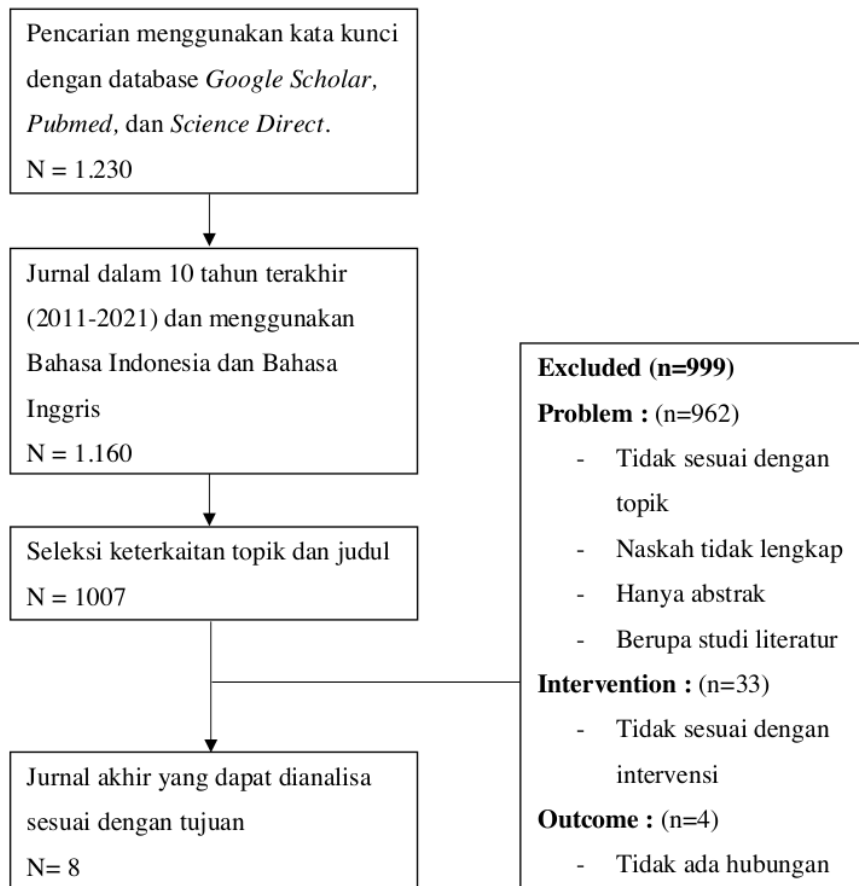 Pencarian menggunakan kata kunci
dengan database Google Scholar,
Pubmed, dan Science Direct.
N = 1.230
Jurnal dalam 10 tahun terakhir
(2011-2021) dan menggunakan
Bahasa Indonesia dan Bahasa
Inggris
N = 1.160
Seleksi keterkaitan topik dan judul
N = 1007
Excluded (n=999)
Problem : (n=962)
- Tidak sesuai dengan
topik
- Naskah tidak lengkap
- Hanya abstrak
- Berupa studi literatur
Intervention : (n=33)
- Tidak sesuai dengan
intervensi
Outcome : (n=4)
- Tidak ada hubungan
Jurnal akhir yang dapat dianalisa
sesuai dengan tujuan
N= 8